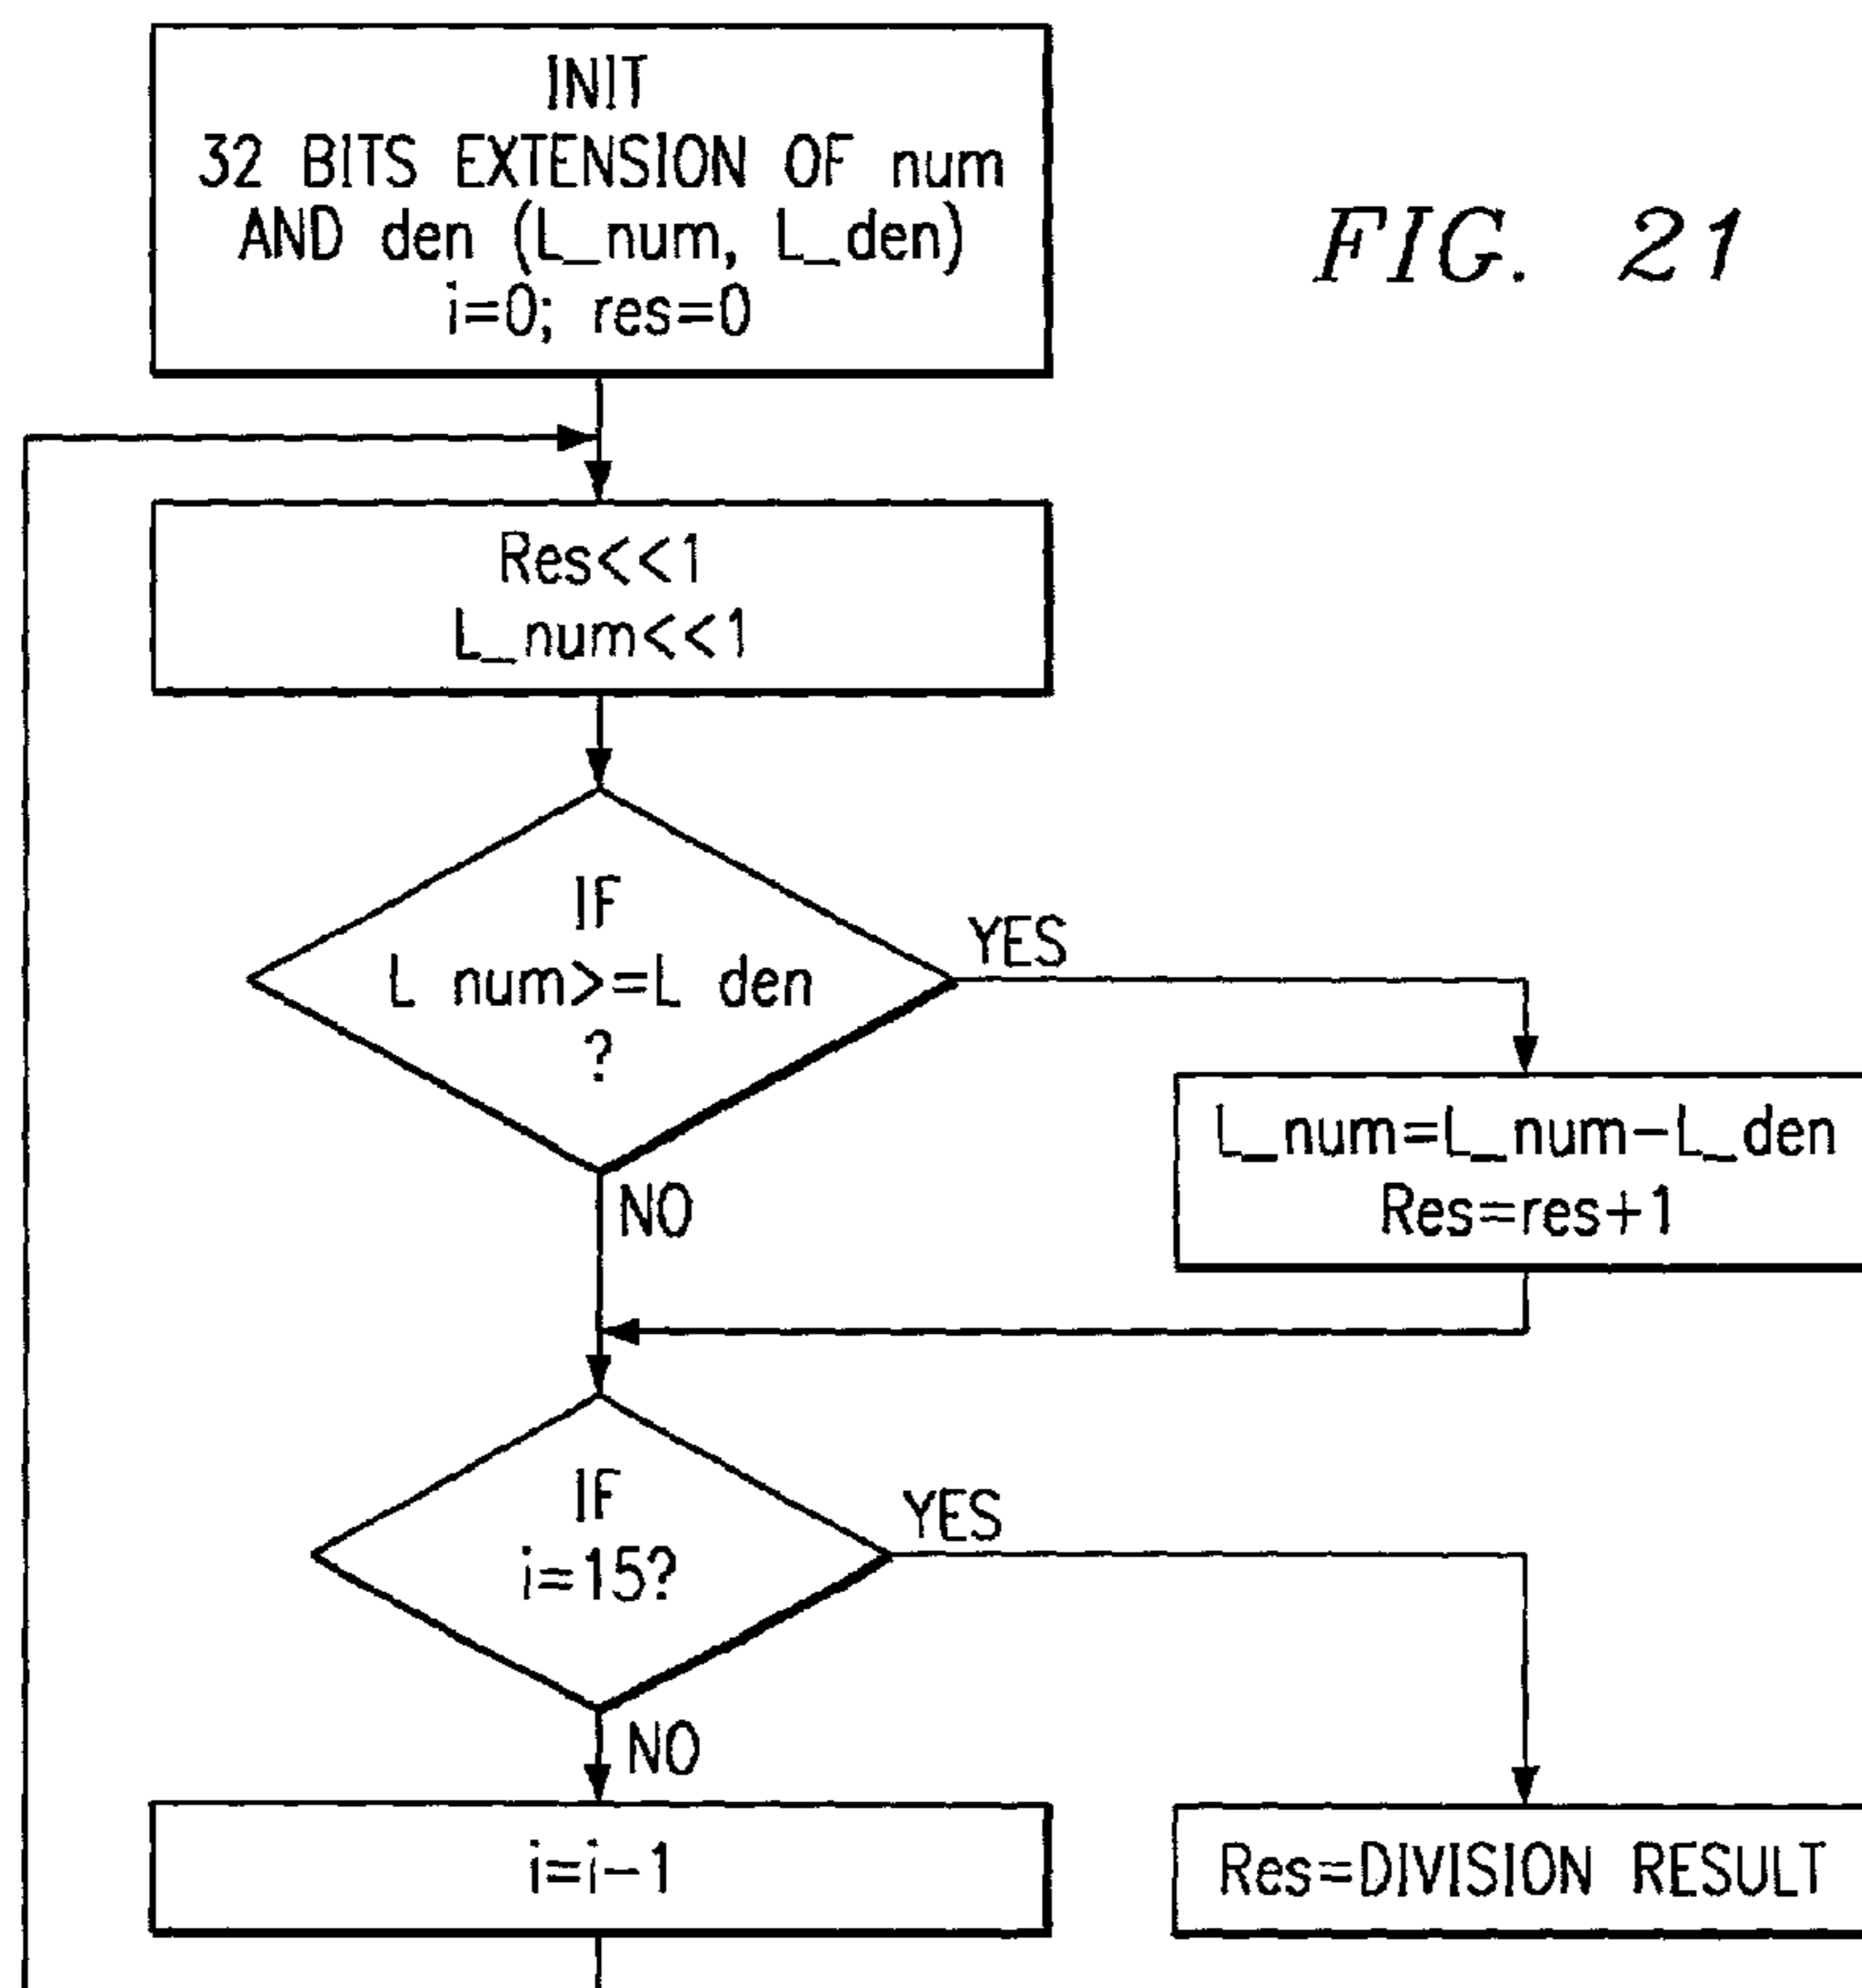 INIT
32 BITS EXTENSION OF num
AND den (L_num, L_den)
i=0; res=0
FIG. 21
Res<<1
L_num<<1
IF
L num>=L den
?
YES
L_num=L_num-L_den
Res=res+1
NO
IF
i=15?
YES
NO
i=i-1
Res=DIVISION RESULT